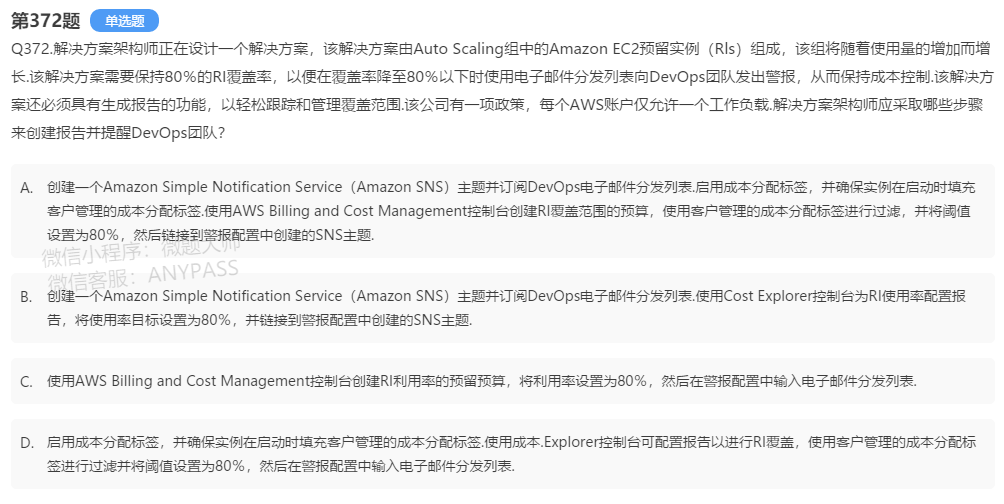 第372题 单选题
Q372.解决方案架构师正在设计一个解决方案，该解决方案由Auto Scaling组中的Amazon EC2预留实例（RIs）组成，该组将随着使用量的增加而增
长.该解决方案需要保持80%的RI覆盖率，以便在覆盖率降至80%以下时使用电子邮件分发列表向DevOps团队发出警报，从而保持成本控制.该解决方
案还必须具有生成报告的功能，以轻松跟踪和管理覆盖范围.该公司有一项政策，每个AWS账户仅允许一个工作负载.解决方案架构师应采取哪些步骤
来创建报告并提醒DevOps团队？
A. 创建一个Amazon Simple Notification Service（Amazon SNS）主题并订阅DevOps电子邮件分发列表.启用成本分配标签，并确保实例在启动时填充
客户管理的成本分配标签.使用AWS Billing and Cost Management控制台创建RI覆盖范围的预算，使用客户管理的成本分配标签进行过滤，并将阈值
设置为80%，然后链接到警报配置中创建的SNS主题.
微信小程序：微题大师
微信客服：ANYPASS
B. 创建一个Amazon Simple Notification Service（Amazon SNS）主题并订阅DevOps电子邮件分发列表.使用Cost Explorer控制台为RI使用率配置报
告，将使用率目标设置为80%，并链接到警报配置中创建的SNS主题.
C. 使用AWS Billing and Cost Management控制台创建RI利用率的预留预算，将利用率设置为80%，然后在警报配置中输入电子邮件分发列表.
D. 启用成本分配标签，并确保实例在启动时填充客户管理的成本分配标签.使用成本.Explorer控制台可配置报告以进行RI覆盖，使用客户管理的成本分配标
签进行过滤并将阈值设置为80%，然后在警报配置中输入电子邮件分发列表.